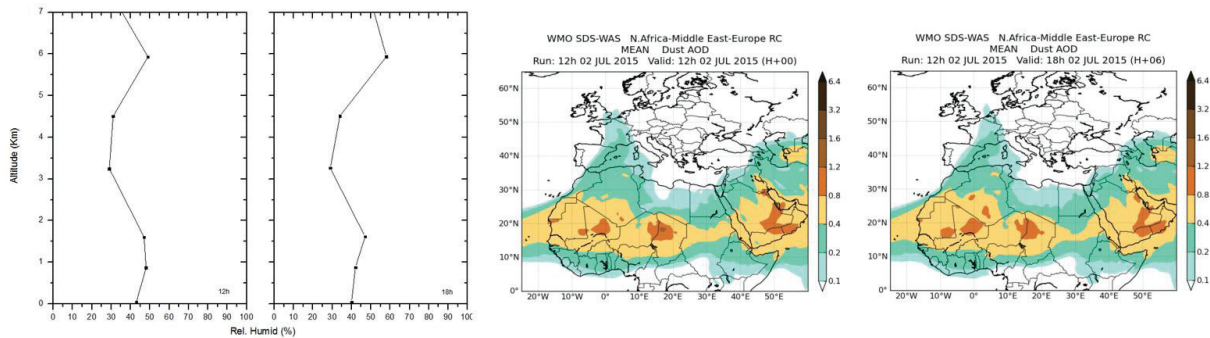 7
6
5
4
3
2
1
0
Altitude (Km)
12h
0 10 20 30 40 50 60 70 80 90 100
18h
0 10 20 30 40 50 60 70 80 90 100
Rel. Humid (%)
WMO SDS-WAS N.Africa-Middle East-Europe RC
MEAN Dust AOD
Run: 12h 02 JUL 2015 Valid: 12h 02 JUL 2015 (H+00)
60°N
50°N
40°N
30°N
20°N
10°N
0°
20°W 10°W 0° 10°E 20°E 30°E 40°E 50°E
6.4
3.2
1.6
0.8
0.4
0.2
0.1
WMO SDS-WAS N.Africa-Middle East-Europe RC
MEAN Dust AOD
Run: 12h 02 JUL 2015 Valid: 18h 02 JUL 2015 (H+06)
60°N
50°N
40°N
30°N
20°N
10°N
0°
20°W 10°W 0° 10°E 20°E 30°E 40°E 50°E
6.4
3.2
1.6
0.8
0.4
0.2
0.1